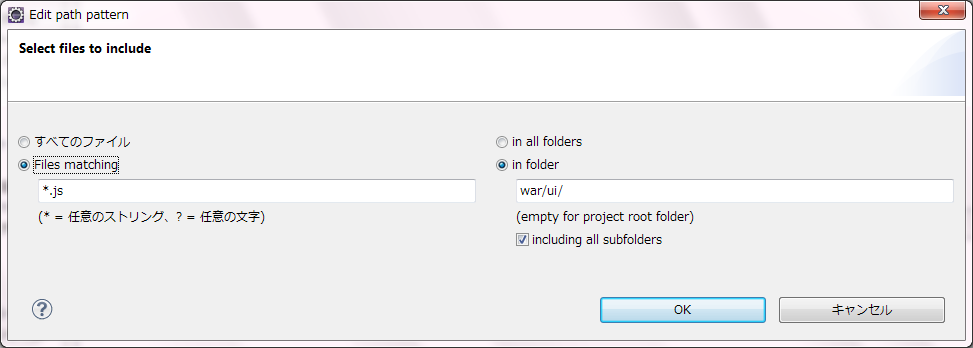 Edit path pattern
Select files to include
すべてのファイル
Files matching
*.js
(* = 任意のストリング、? = 任意の文字)
in all folders
in folder
war/ui/
(empty for project root folder)
including all subfolders
?
OK
キャンセル